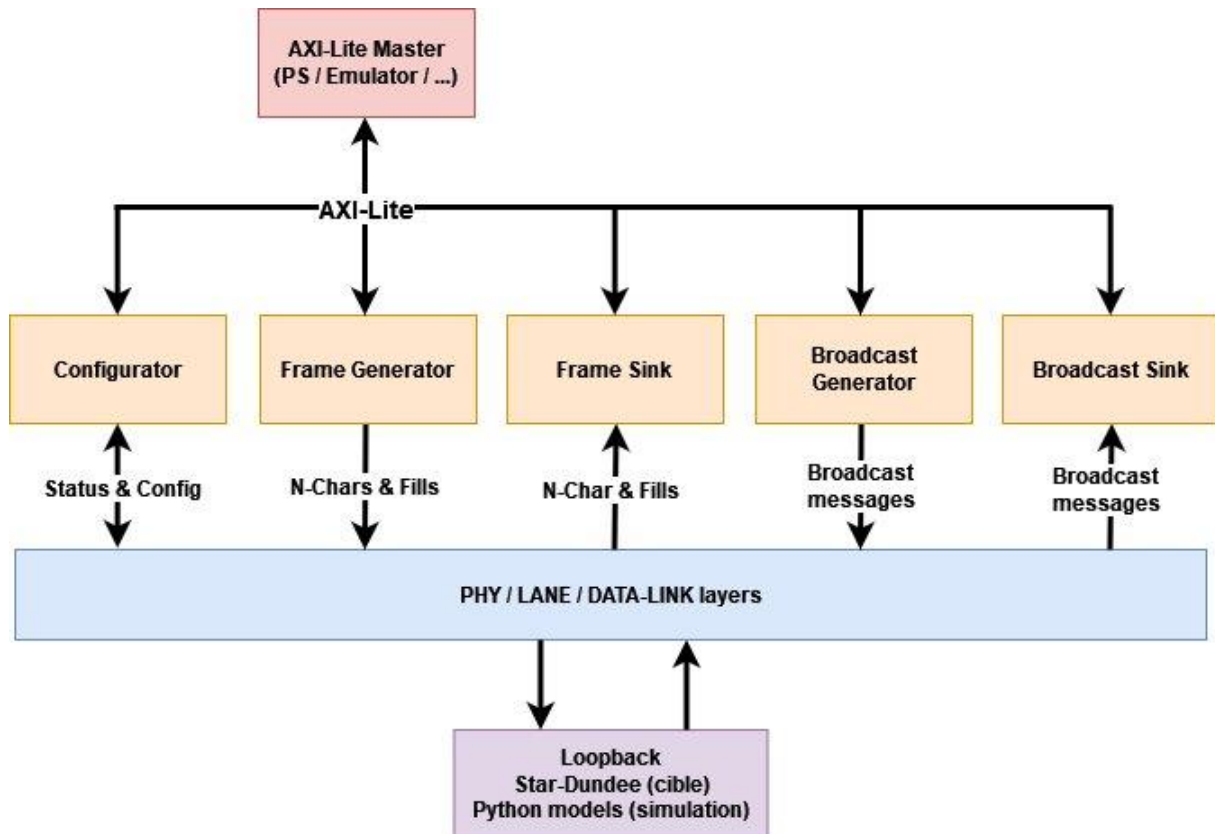 AXI-Lite Master
(PS / Emulator / ...)
AXI-Lite
Configurator
Frame Generator
Frame Sink
Broadcast
Generator
Broadcast Sink
Status & Config
N-Chars & Fills
N-Char & Fills
Broadcast
messages
Broadcast
messages
PHY / LANE / DATA-LINK layers
Loopback
Star-Dundee (cible)
Python models (simulation)